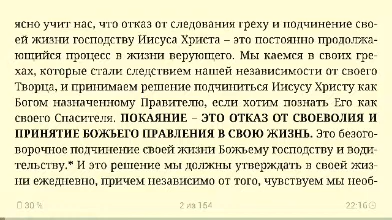 ясно учит нас, что отказ от следования греху и подчинение сво-
ей жизни господству Иисуса Христа – это постоянно продолжа-
ющийся процесс в жизни верующего. Мы каемся в своих гре-
хах, которые стали следствием нашей независимости от своего
Творца, и принимаем решение подчиниться Иисусу Христу как
Богом назначенному Правителю, если хотим познать Его как
своего Спасителя. ПОКАЯНИЕ – ЭТО ОТКАЗ ОТ СВОЕВОЛИЯ И
ПРИНЯТИЕ БОЖЬЕГО ПРАВЛЕНИЯ В СВОЮ ЖИЗНЬ. Это безого-
ворочное подчинение своей жизни Божьему господству и води-
тельству.* И это решение мы должны утверждать в своей жиз-
ни ежедневно, причем независимо от того, чувствуем мы необ-
30 % 2 из 154 22:16